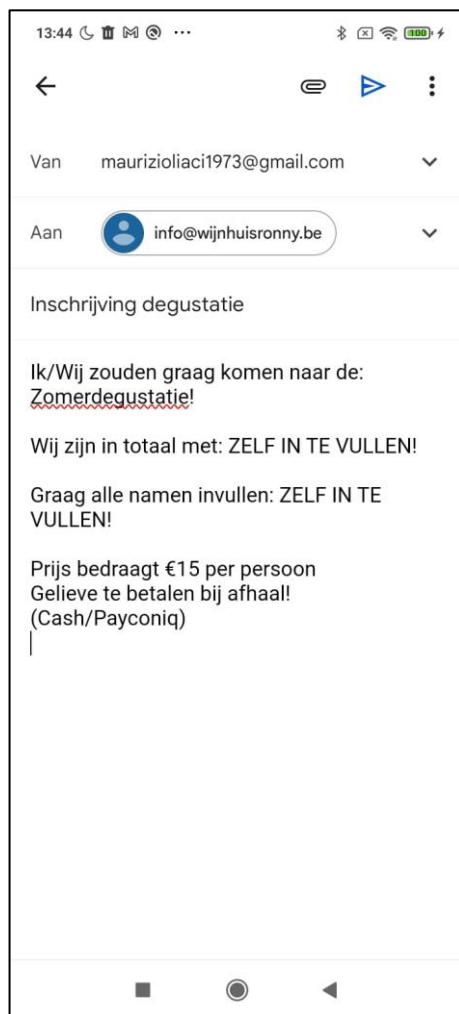 13:44
100
Van maurizioliaci1973@gmail.com
Aan info@wijnhuisronny.be
Inschrijving degustatie
Ik/Wij zouden graag komen naar de:
Zomerdegustatie!
Wij zijn in totaal met: ZELF IN TE VULLEN!
Graag alle namen invullen: ZELF IN TE
VULLEN!
Prijs bedraagt €15 per persoon
Gelieve te betalen bij afhaal!
(Cash/Payconiq)